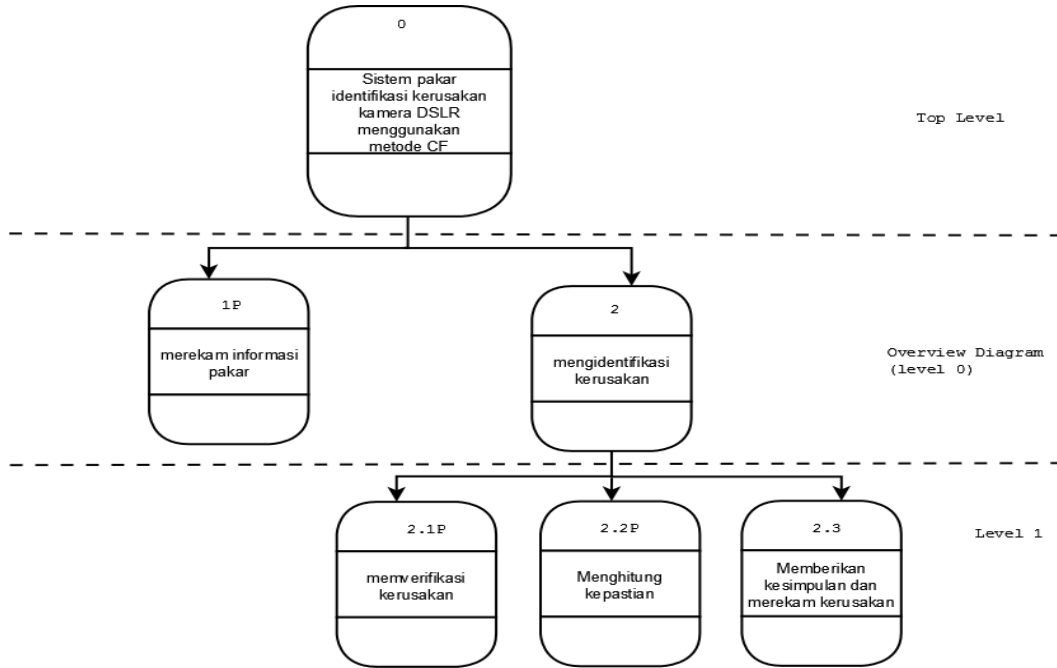 0
Sistem pakar
identifikasi kerusakan
kamera DSLR
menggunakan
metode CF
Top Level
1P
merekam informasi
pakar
2
mengidentifikasi
kerusakan
Overview Diagram
(level 0)
2.1P
memverifikasi
kerusakan
2.2P
Menghitung
kepastian
2.3
Memberikan
kesimpulan dan
merekam kerusakan
Level 1